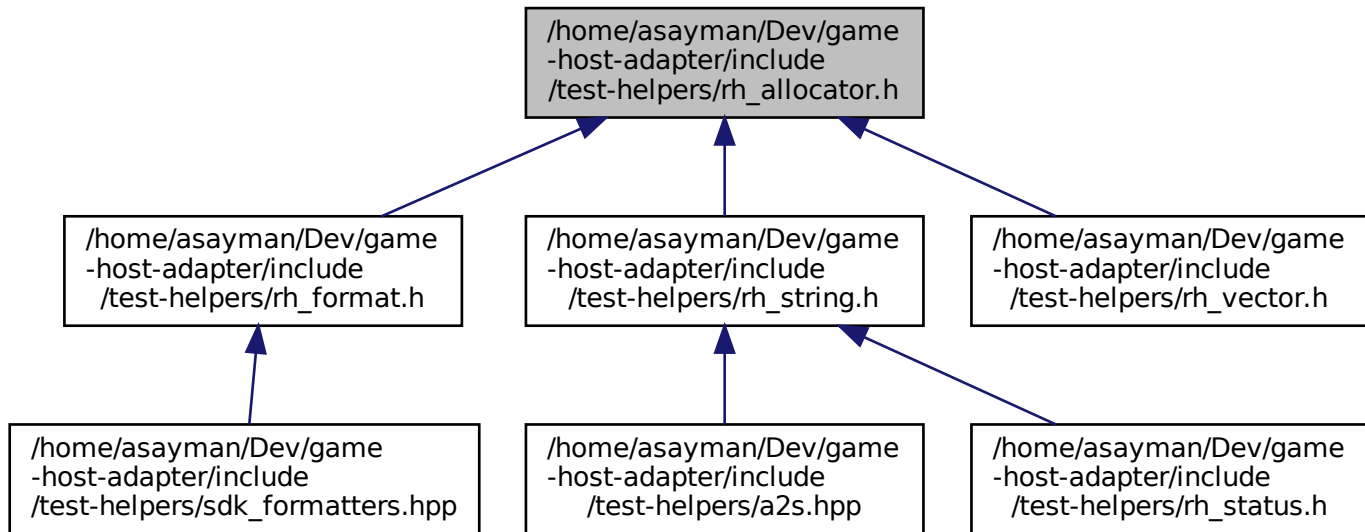 /home/asayman/Dev/game
-host-adapter/include
/test-helpers/rh_allocator.h
/home/asayman/Dev/game
-host-adapter/include
/test-helpers/rh_format.h
/home/asayman/Dev/game
-host-adapter/include
/test-helpers/rh_string.h
/home/asayman/Dev/game
-host-adapter/include
/test-helpers/rh_vector.h
/home/asayman/Dev/game
-host-adapter/include
/test-helpers/sdk_formatters.hpp
/home/asayman/Dev/game
-host-adapter/include
/test-helpers/a2s.hpp
/home/asayman/Dev/game
-host-adapter/include
/test-helpers/rh_status.h